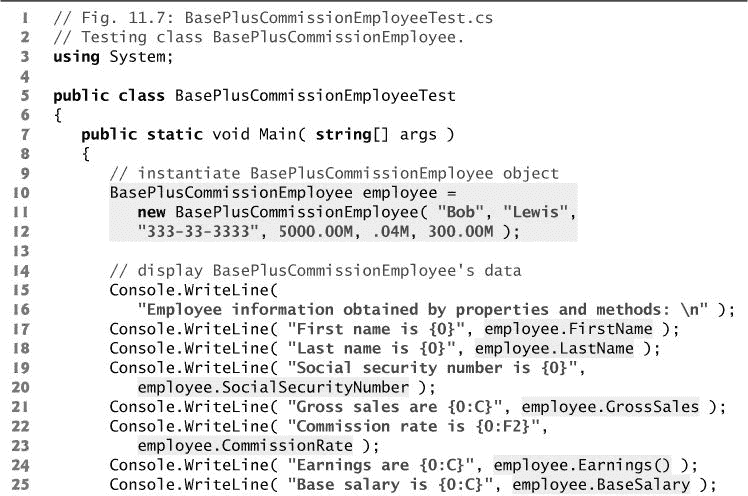 1 // Fig. 11.7: BasePlusCommissionEmployeeTest.cs
2 // Testing class BasePlusCommissionEmployee.
3 using System;
4
5 public class BasePlusCommissionEmployeeTest
6 {
7 public static void Main( string[] args )
8 {
9 // instantiate BasePlusCommissionEmployee object
10 BasePlusCommissionEmployee employee =
11 new BasePlusCommissionEmployee( "Bob", "Lewis",
12 "333-33-3333", 5000.00M, .04M, 300.00M );
13
14 // display BasePlusCommissionEmployee's data
15 Console.WriteLine(
16 "Employee information obtained by properties and methods: \n" );
17 Console.WriteLine( "First name is {0}", employee.FirstName );
18 Console.WriteLine( "Last name is {0}", employee.LastName );
19 Console.WriteLine( "Social security number is {0}",
20 employee.SocialSecurityNumber );
21 Console.WriteLine( "Gross sales are {0:C}", employee.GrossSales );
22 Console.WriteLine( "Commission rate is {0:F2}",
23 employee.CommissionRate );
24 Console.WriteLine( "Earnings are {0:C}", employee.Earnings() );
25 Console.WriteLine( "Base salary is {0:C}", employee.BaseSalary );